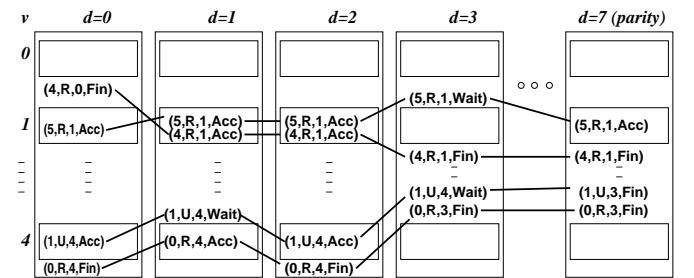 v d=0 d=1 d=2 d=3 d=7 (parity)
0
(4,R,0,Fin)
(5,R,1,Wait)
1 (5,R,1,Acc) (5,R,1,Acc) (5,R,1,Acc) (5,R,1,Acc)
(4,R,1,Acc) (4,R,1,Acc)
(4,R,1,Fin) (4,R,1,Fin)
(1,U,4,Wait) (1,U,3,Fin)
(1,U,4,Wait) (0,R,3,Fin) (0,R,3,Fin)
4 (1,U,4,Acc) (0,R,4,Acc) (1,U,4,Acc)
(0,R,4,Fin) (0,R,4,Fin)